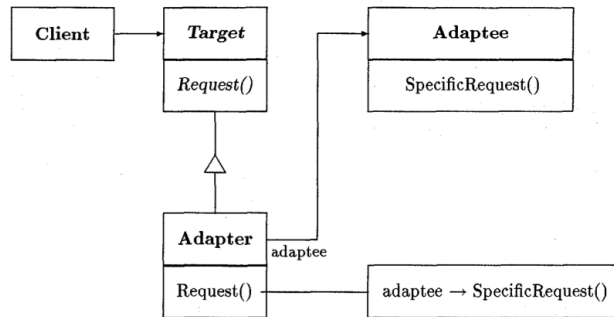 Client
Target
Request()
Adaptee
SpecificRequest()
Adapter
adaptee
Request()
adaptee → SpecificRequest()